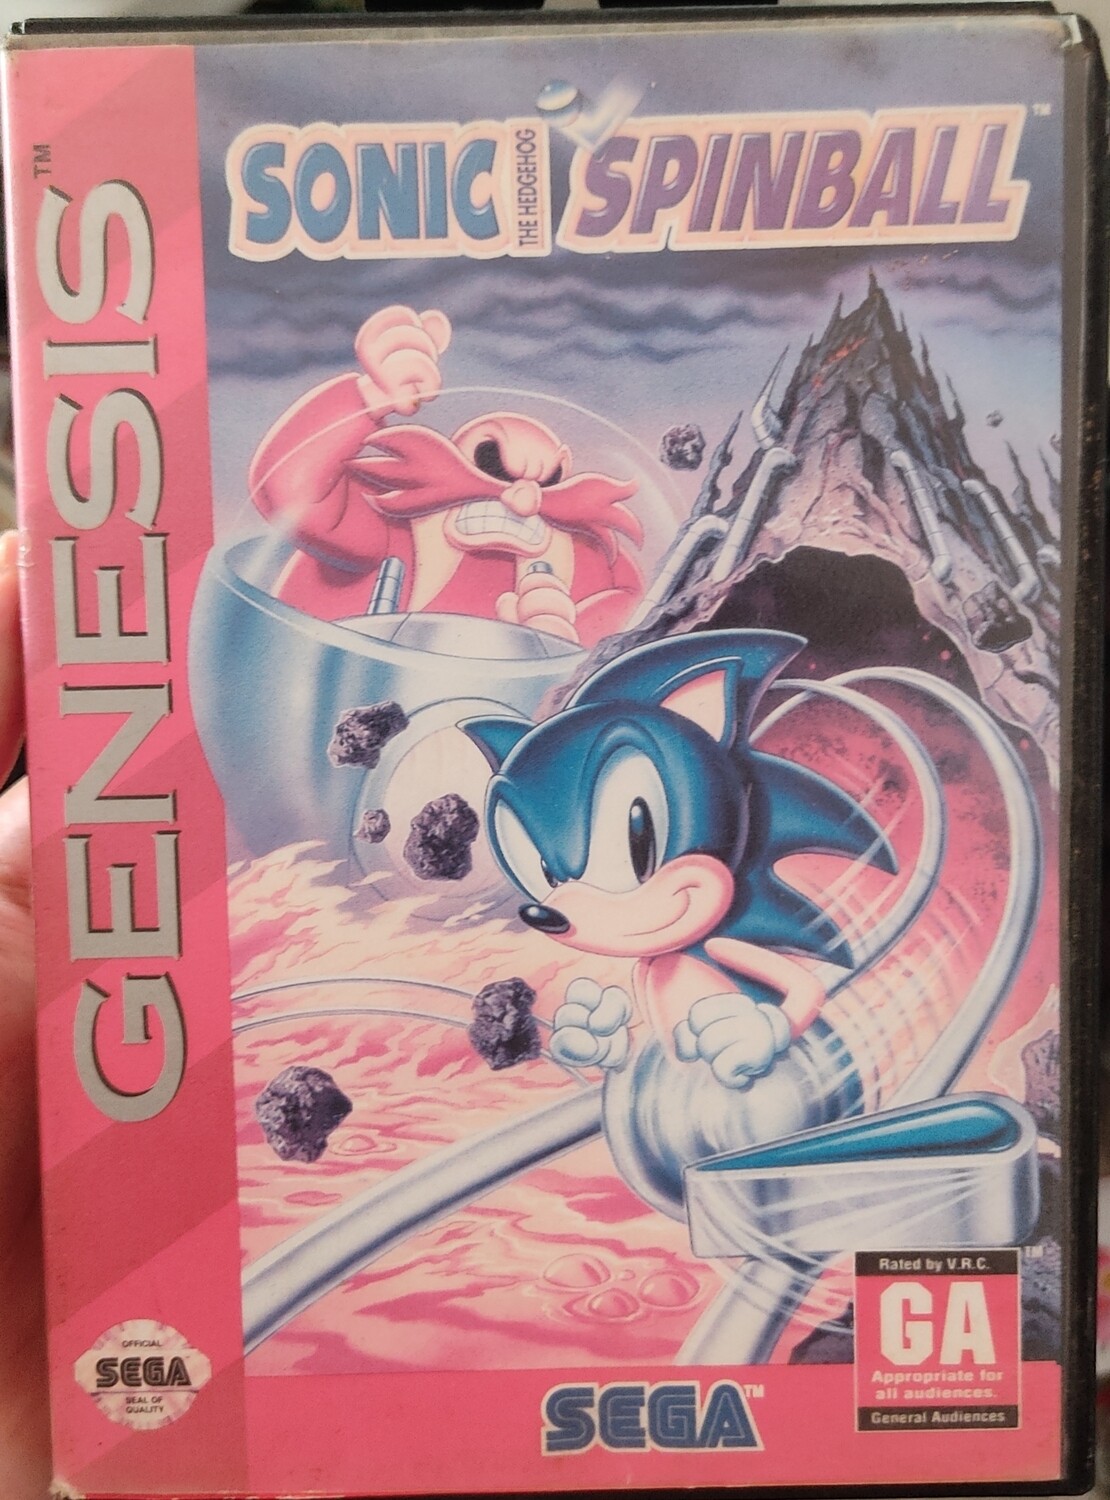 GENESIS™
SONIC
THE HEDGEHOG
SPINBALL™
Rated by V.R.C.
™
GA
Appropriate for
all audiences.
General Audiences
OFFICIAL
SEGA
SEAL OF
QUALITY
SEGA™